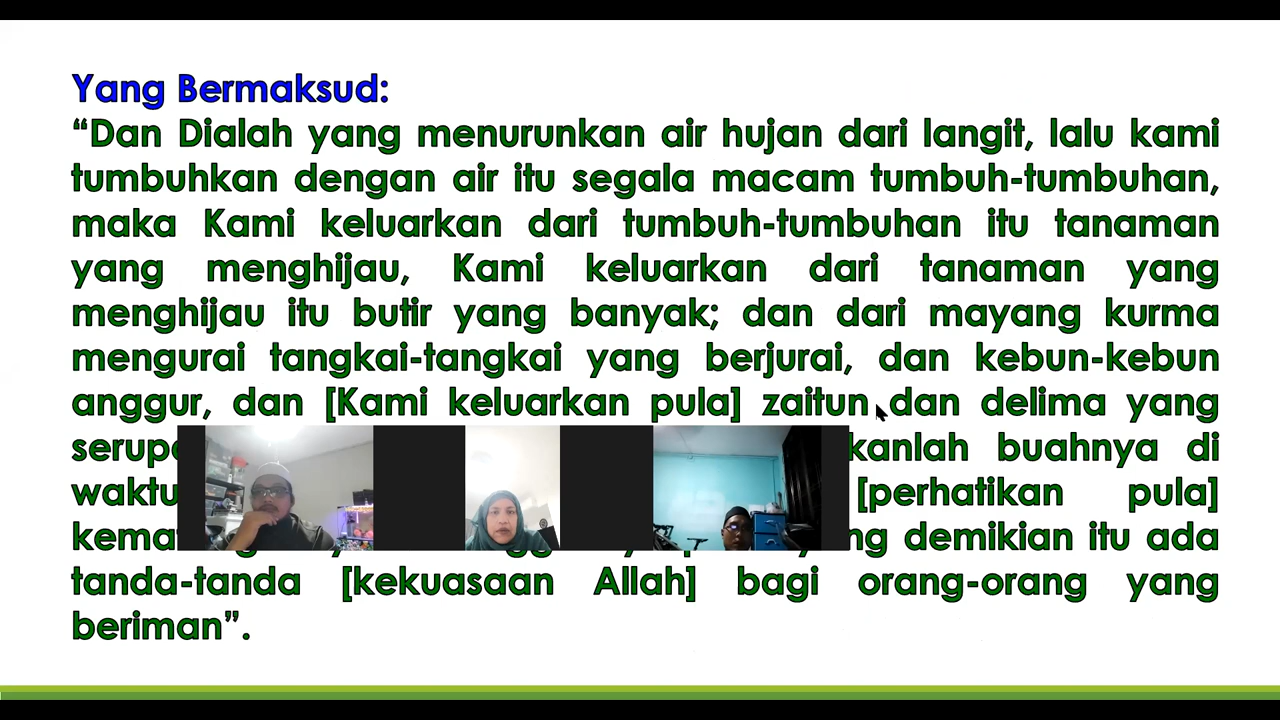 Yang Bermaksud:
“Dan Dialah yang menurunkan air hujan dari langit, lalu kami
tumbuhkan dengan air itu segala macam tumbuh-tumbuhan,
maka Kami keluarkan dari tumbuh-tumbuhan itu tanaman
yang menghijau, Kami keluarkan dari tanaman yang
menghijau itu butir yang banyak; dan dari mayang kurma
mengurai tangkai-tangkai yang berjurai, dan kebun-kebun
anggur, dan [Kami keluarkan pula] zaitun dan delima yang
buahnya di
[perhatikan pula]
demikian itu ada
tanda-tanda [kekuasaan Allah] bagi orang-orang yang
beriman”.